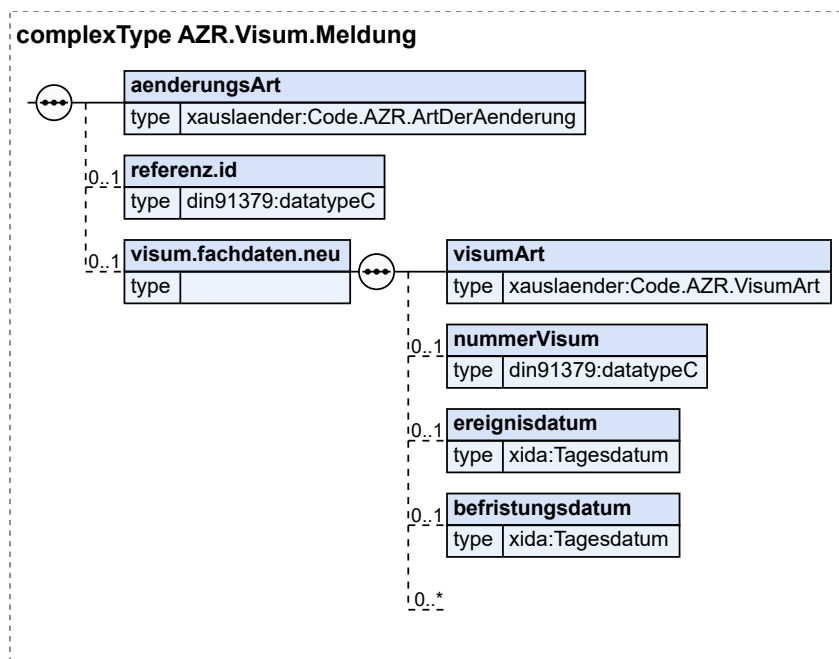 complexType AZR.Visum.Meldung
aenderungsArt
type xauslaender:Code.AZR.ArtDerAenderung
0..1 referenz.id
type din91379:datatypeC
0..1 visum.fachdaten.neu
type
visumArt
type xauslaender:Code.AZR.VisumArt
0..1 nummerVisum
type din91379:datatypeC
0..1 ereignisdatum
type xida:Tagesdatum
0..1 befristungsdatum
type xida:Tagesdatum
0..*